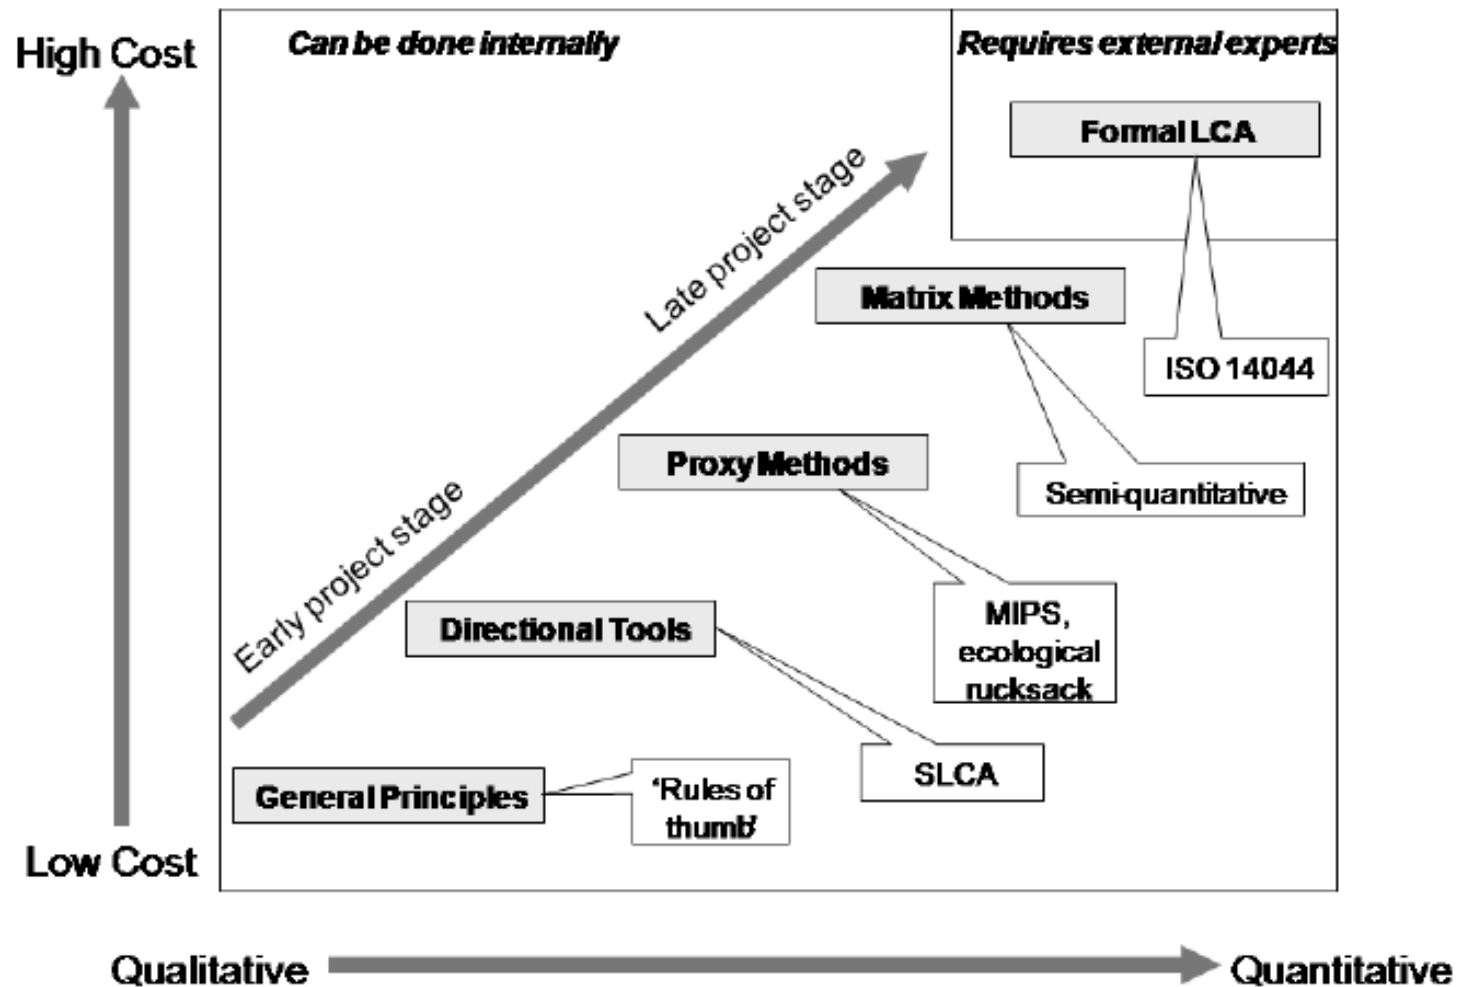 High Cost
Can be done internally
Requires external experts
Formal LCA
Late project stage
Matrix Methods
ISO 14044
Proxy Methods
Semi-quantitative
Early project stage
Directional Tools
MIPS,
ecological
rucksack
SLCA
General Principles
'Rules of
thumb'
Low Cost
Qualitative
Quantitative